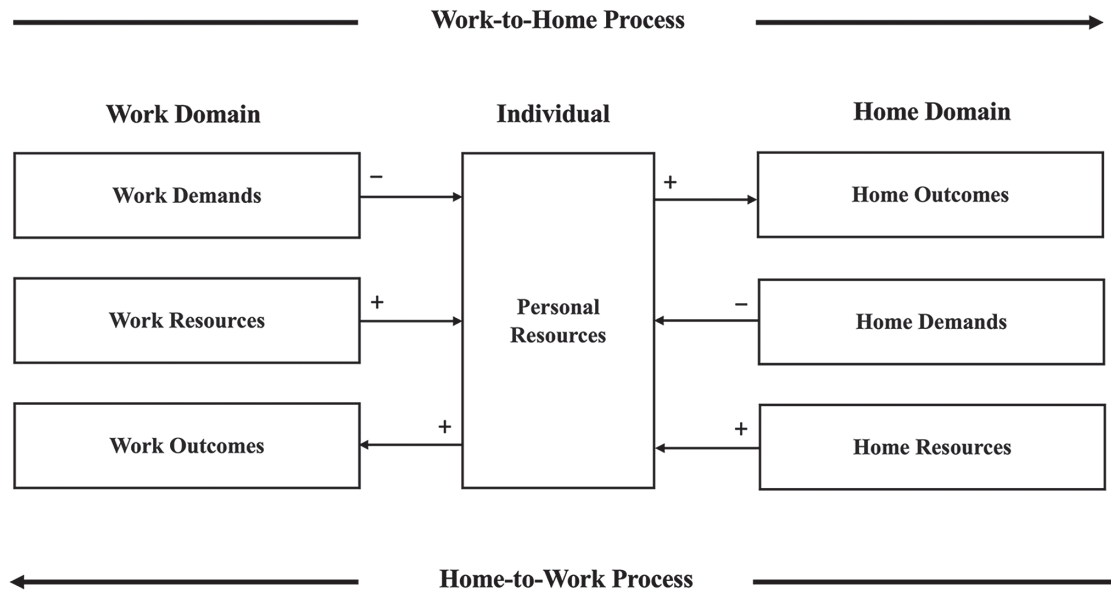 Work-to-Home Process
Work Domain
Individual
Home Domain
Work Demands
−
+
Home Outcomes
Work Resources
+
Personal
Resources
−
Home Demands
Work Outcomes
+
+
Home Resources
Home-to-Work Process